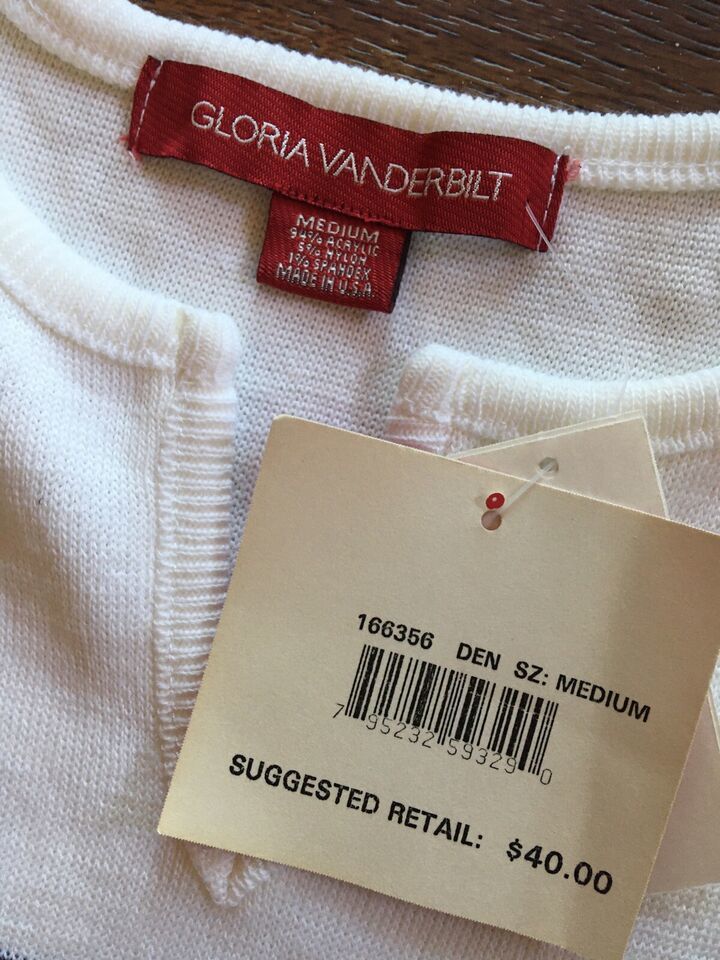 GLORIA VANDERBILT
MEDIUM
94% ACRYLIC
5% NYLON
1% SPANDEX
MADE IN U.S.A.
166356 DEN SZ: MEDIUM
7 95232 59329 0
SUGGESTED RETAIL: $40.00